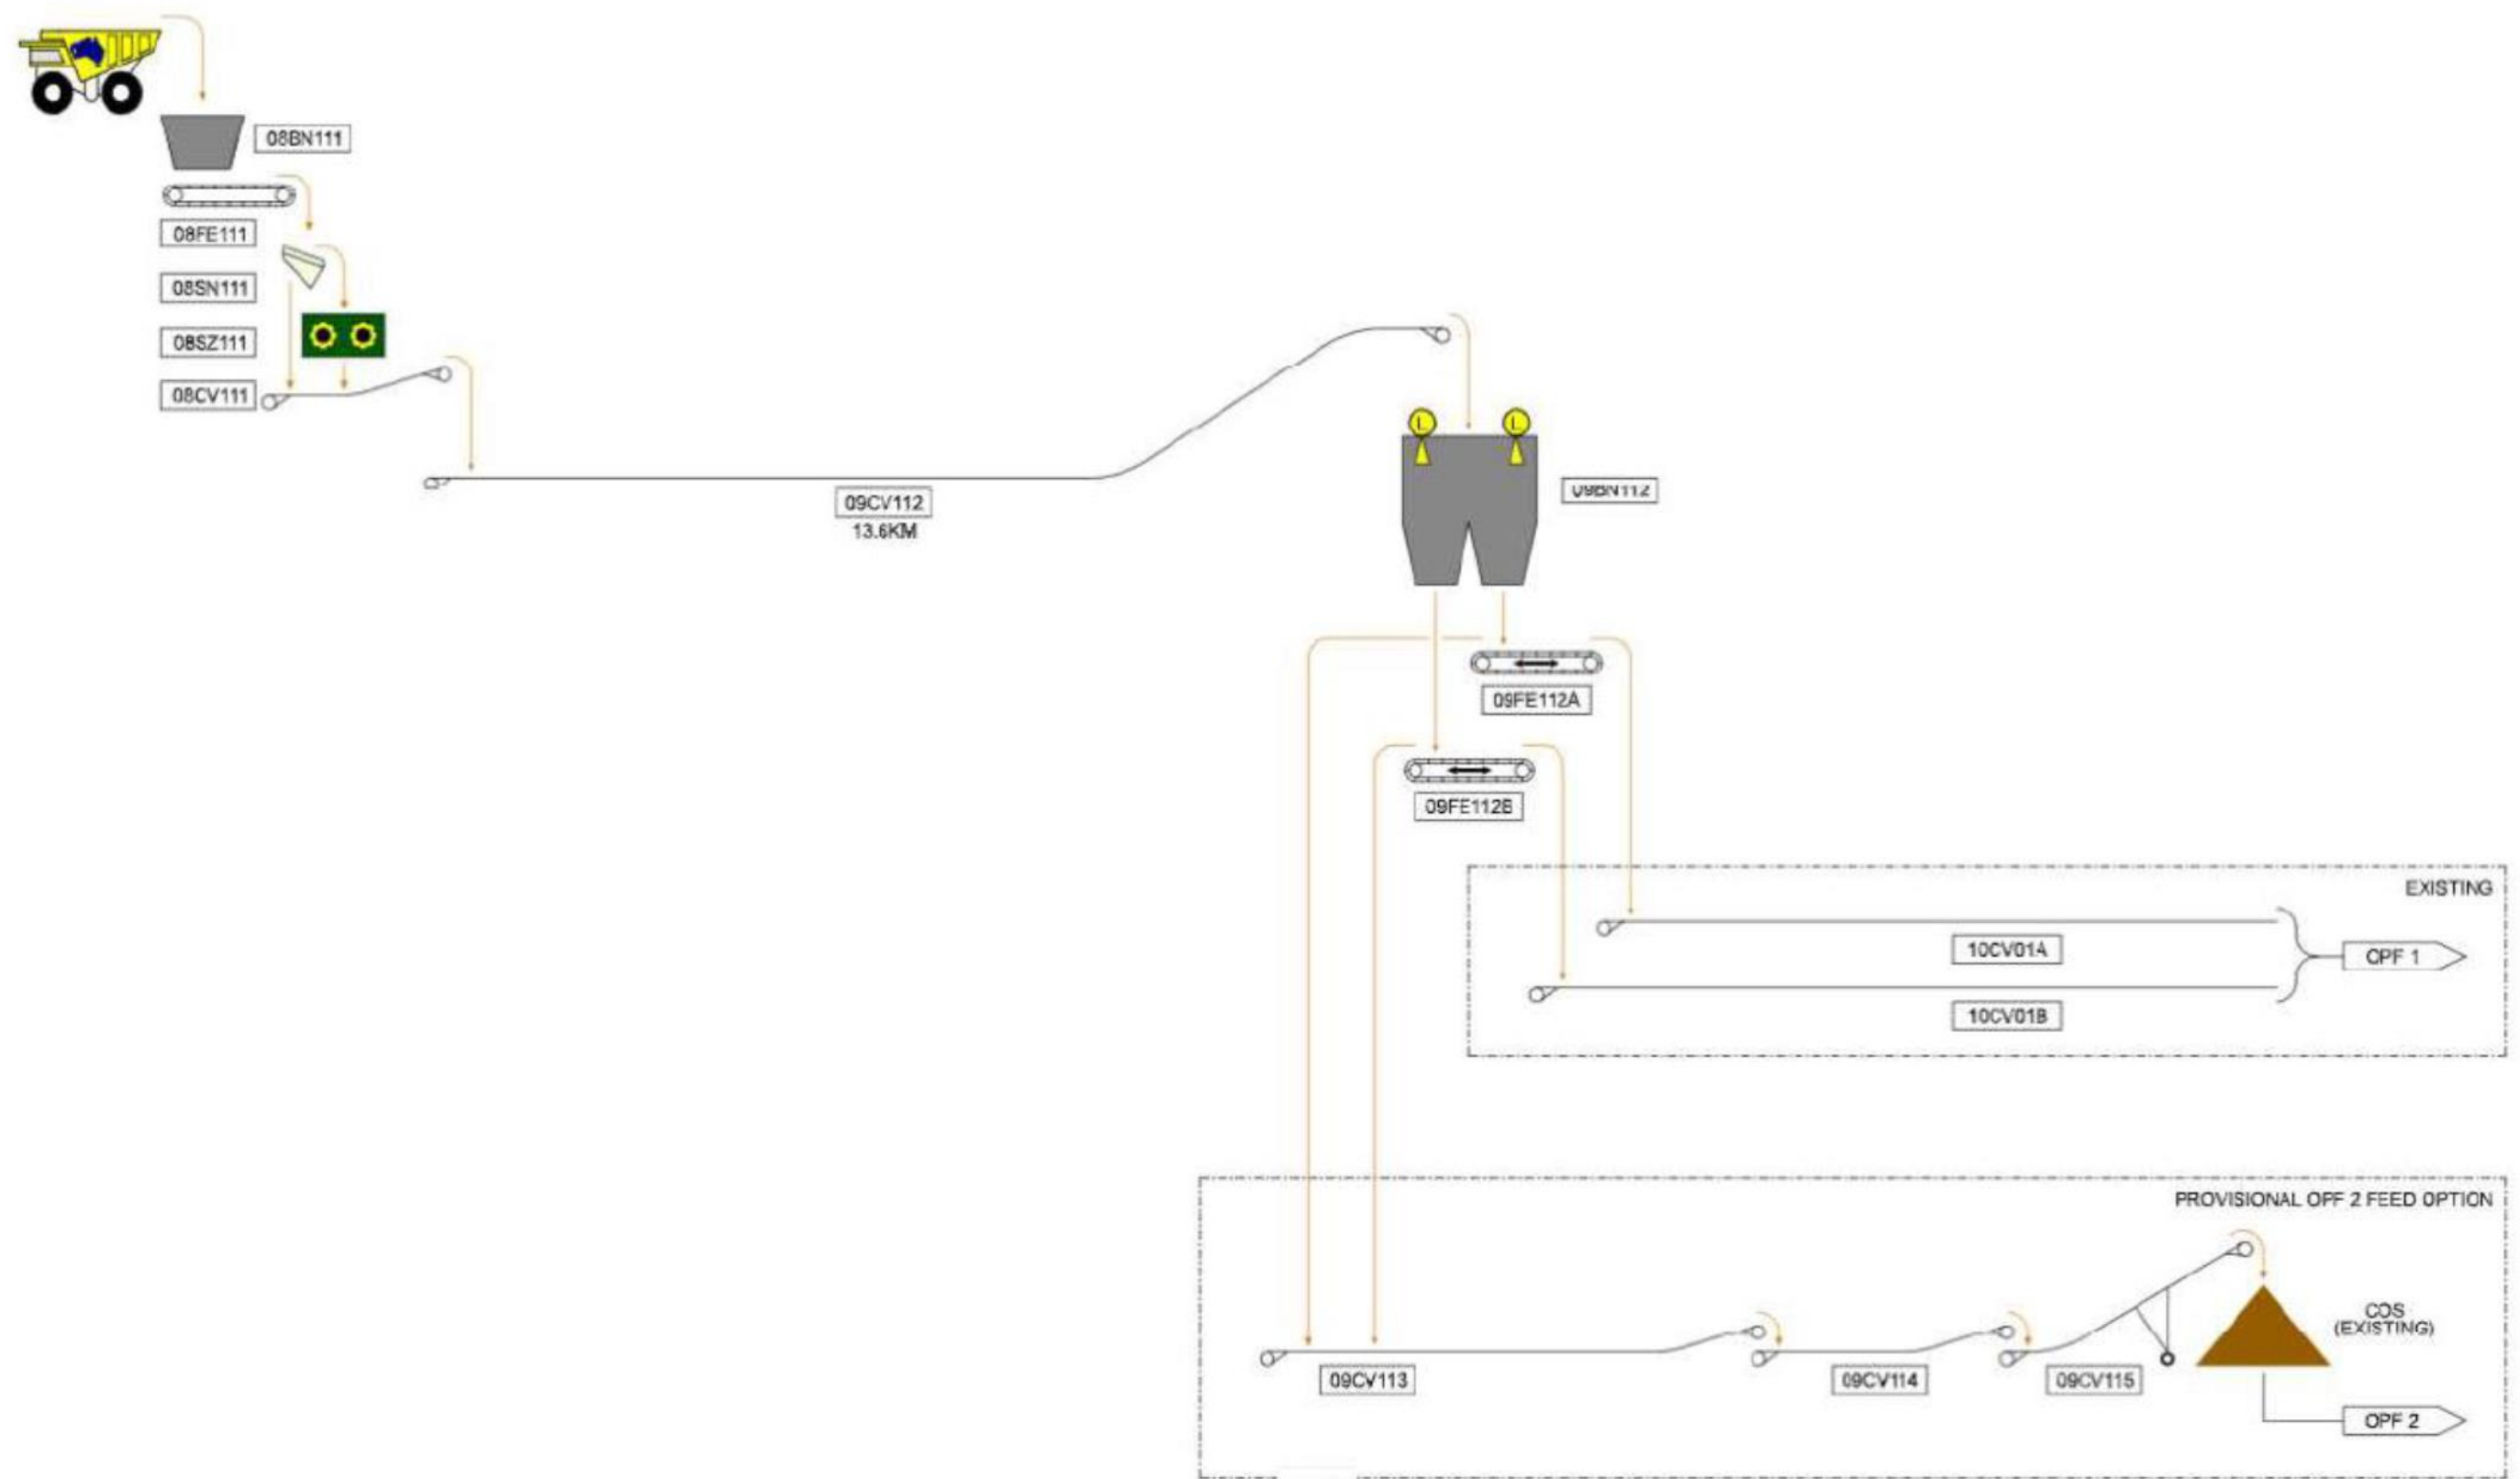 08BN111
08FE111
08SN111
08SZ111
08CV111
09CV112
13.6KM
L
L
09BN112
09FE112A
09FE112B
EXISTING
10CV01A
OPF 1
10CV01B
PROVISIONAL OPF 2 FEED OPTION
COS
(EXISTING)
09CV113
09CV114
09CV115
OPF 2